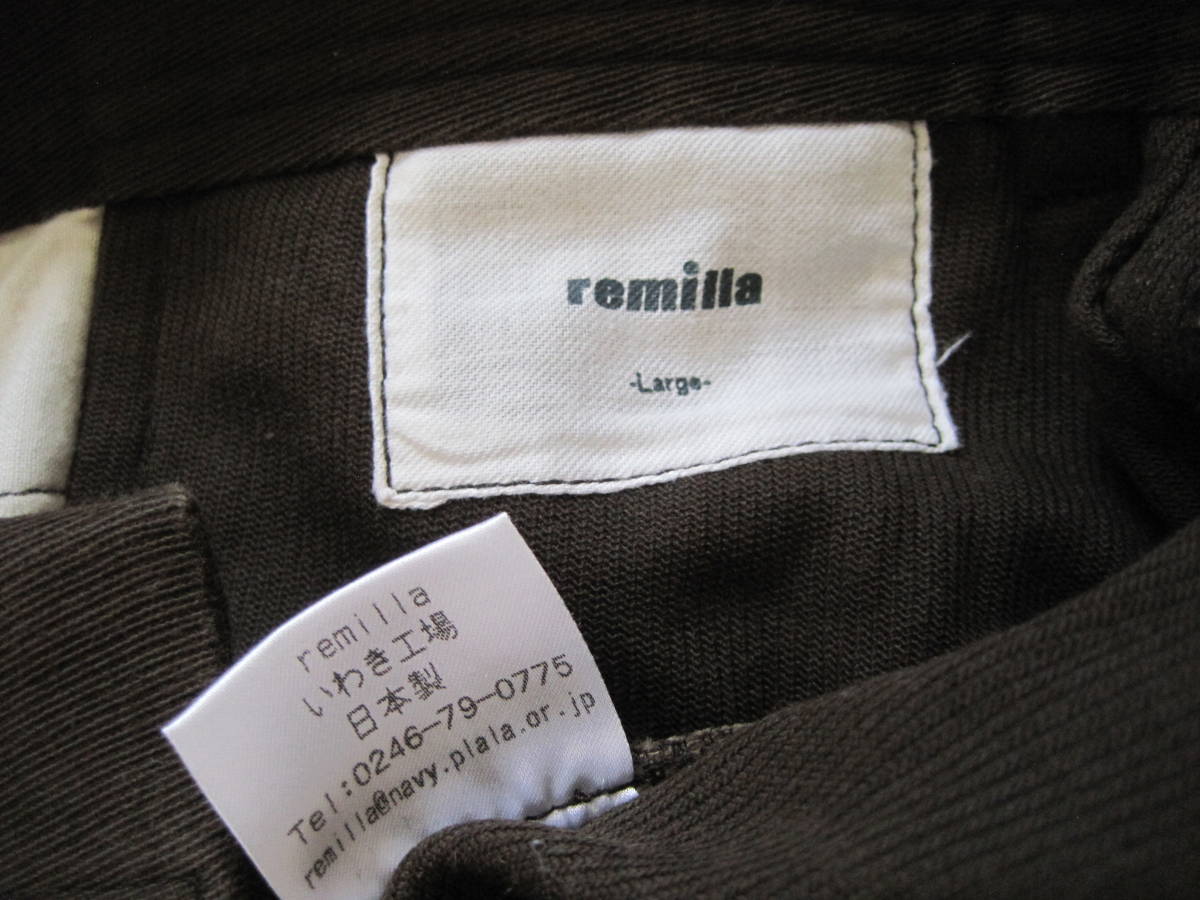 remilla
-Large-
remilla
いわき工場
日本製
Tel:0246-79-0775
remilla@navy.plala.or.jp